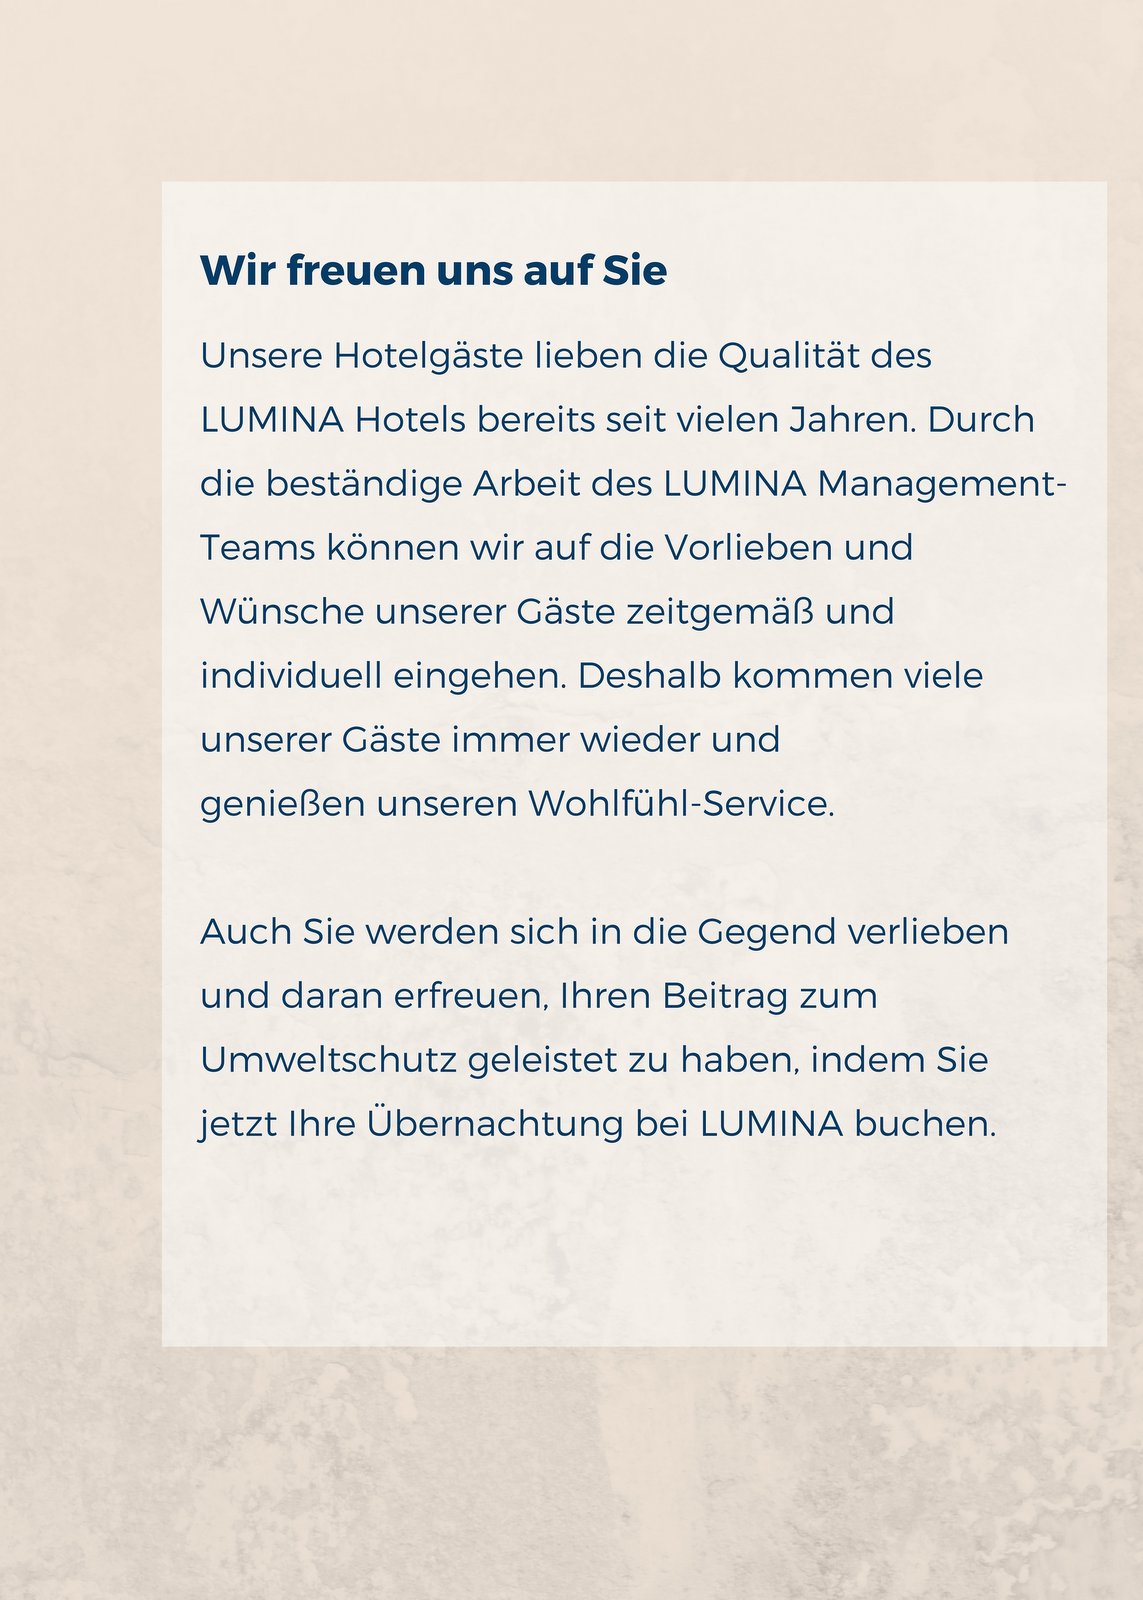 Wir freuen uns auf Sie
Unsere Hotelgäste lieben die Qualität des
LUMINA Hotels bereits seit vielen Jahren. Durch
die beständige Arbeit des LUMINA Management-
Teams können wir auf die Vorlieben und
Wünsche unserer Gäste zeitgemäß und
individuell eingehen. Deshalb kommen viele
unserer Gäste immer wieder und
genießen unseren Wohlfühl-Service.
Auch Sie werden sich in die Gegend verlieben
und daran erfreuen, Ihren Beitrag zum
Umweltschutz geleistet zu haben, indem Sie
jetzt Ihre Übernachtung bei LUMINA buchen.